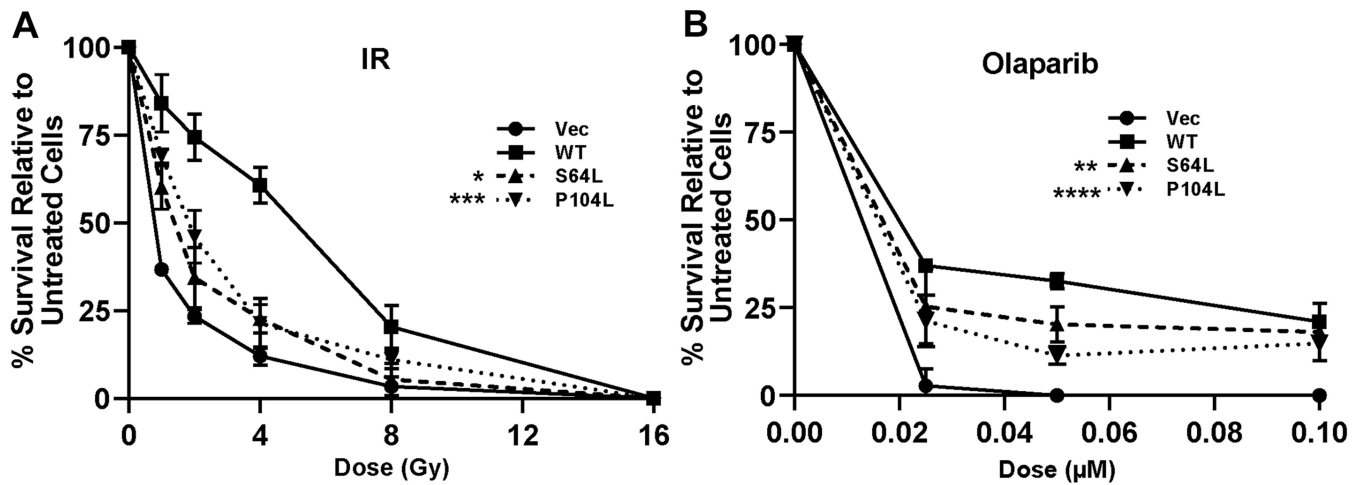 A
IR
% Survival Relative to
Untreated Cells
100
75
50
25
0
Vec
WT
* S64L
*** P104L
0 4 8 12 16
Dose (Gy)
B
Olaparib
% Survival Relative to
Untreated Cells
100
75
50
25
0
Vec
WT
** S64L
**** P104L
0.00 0.02 0.04 0.06 0.08 0.10
Dose (µM)